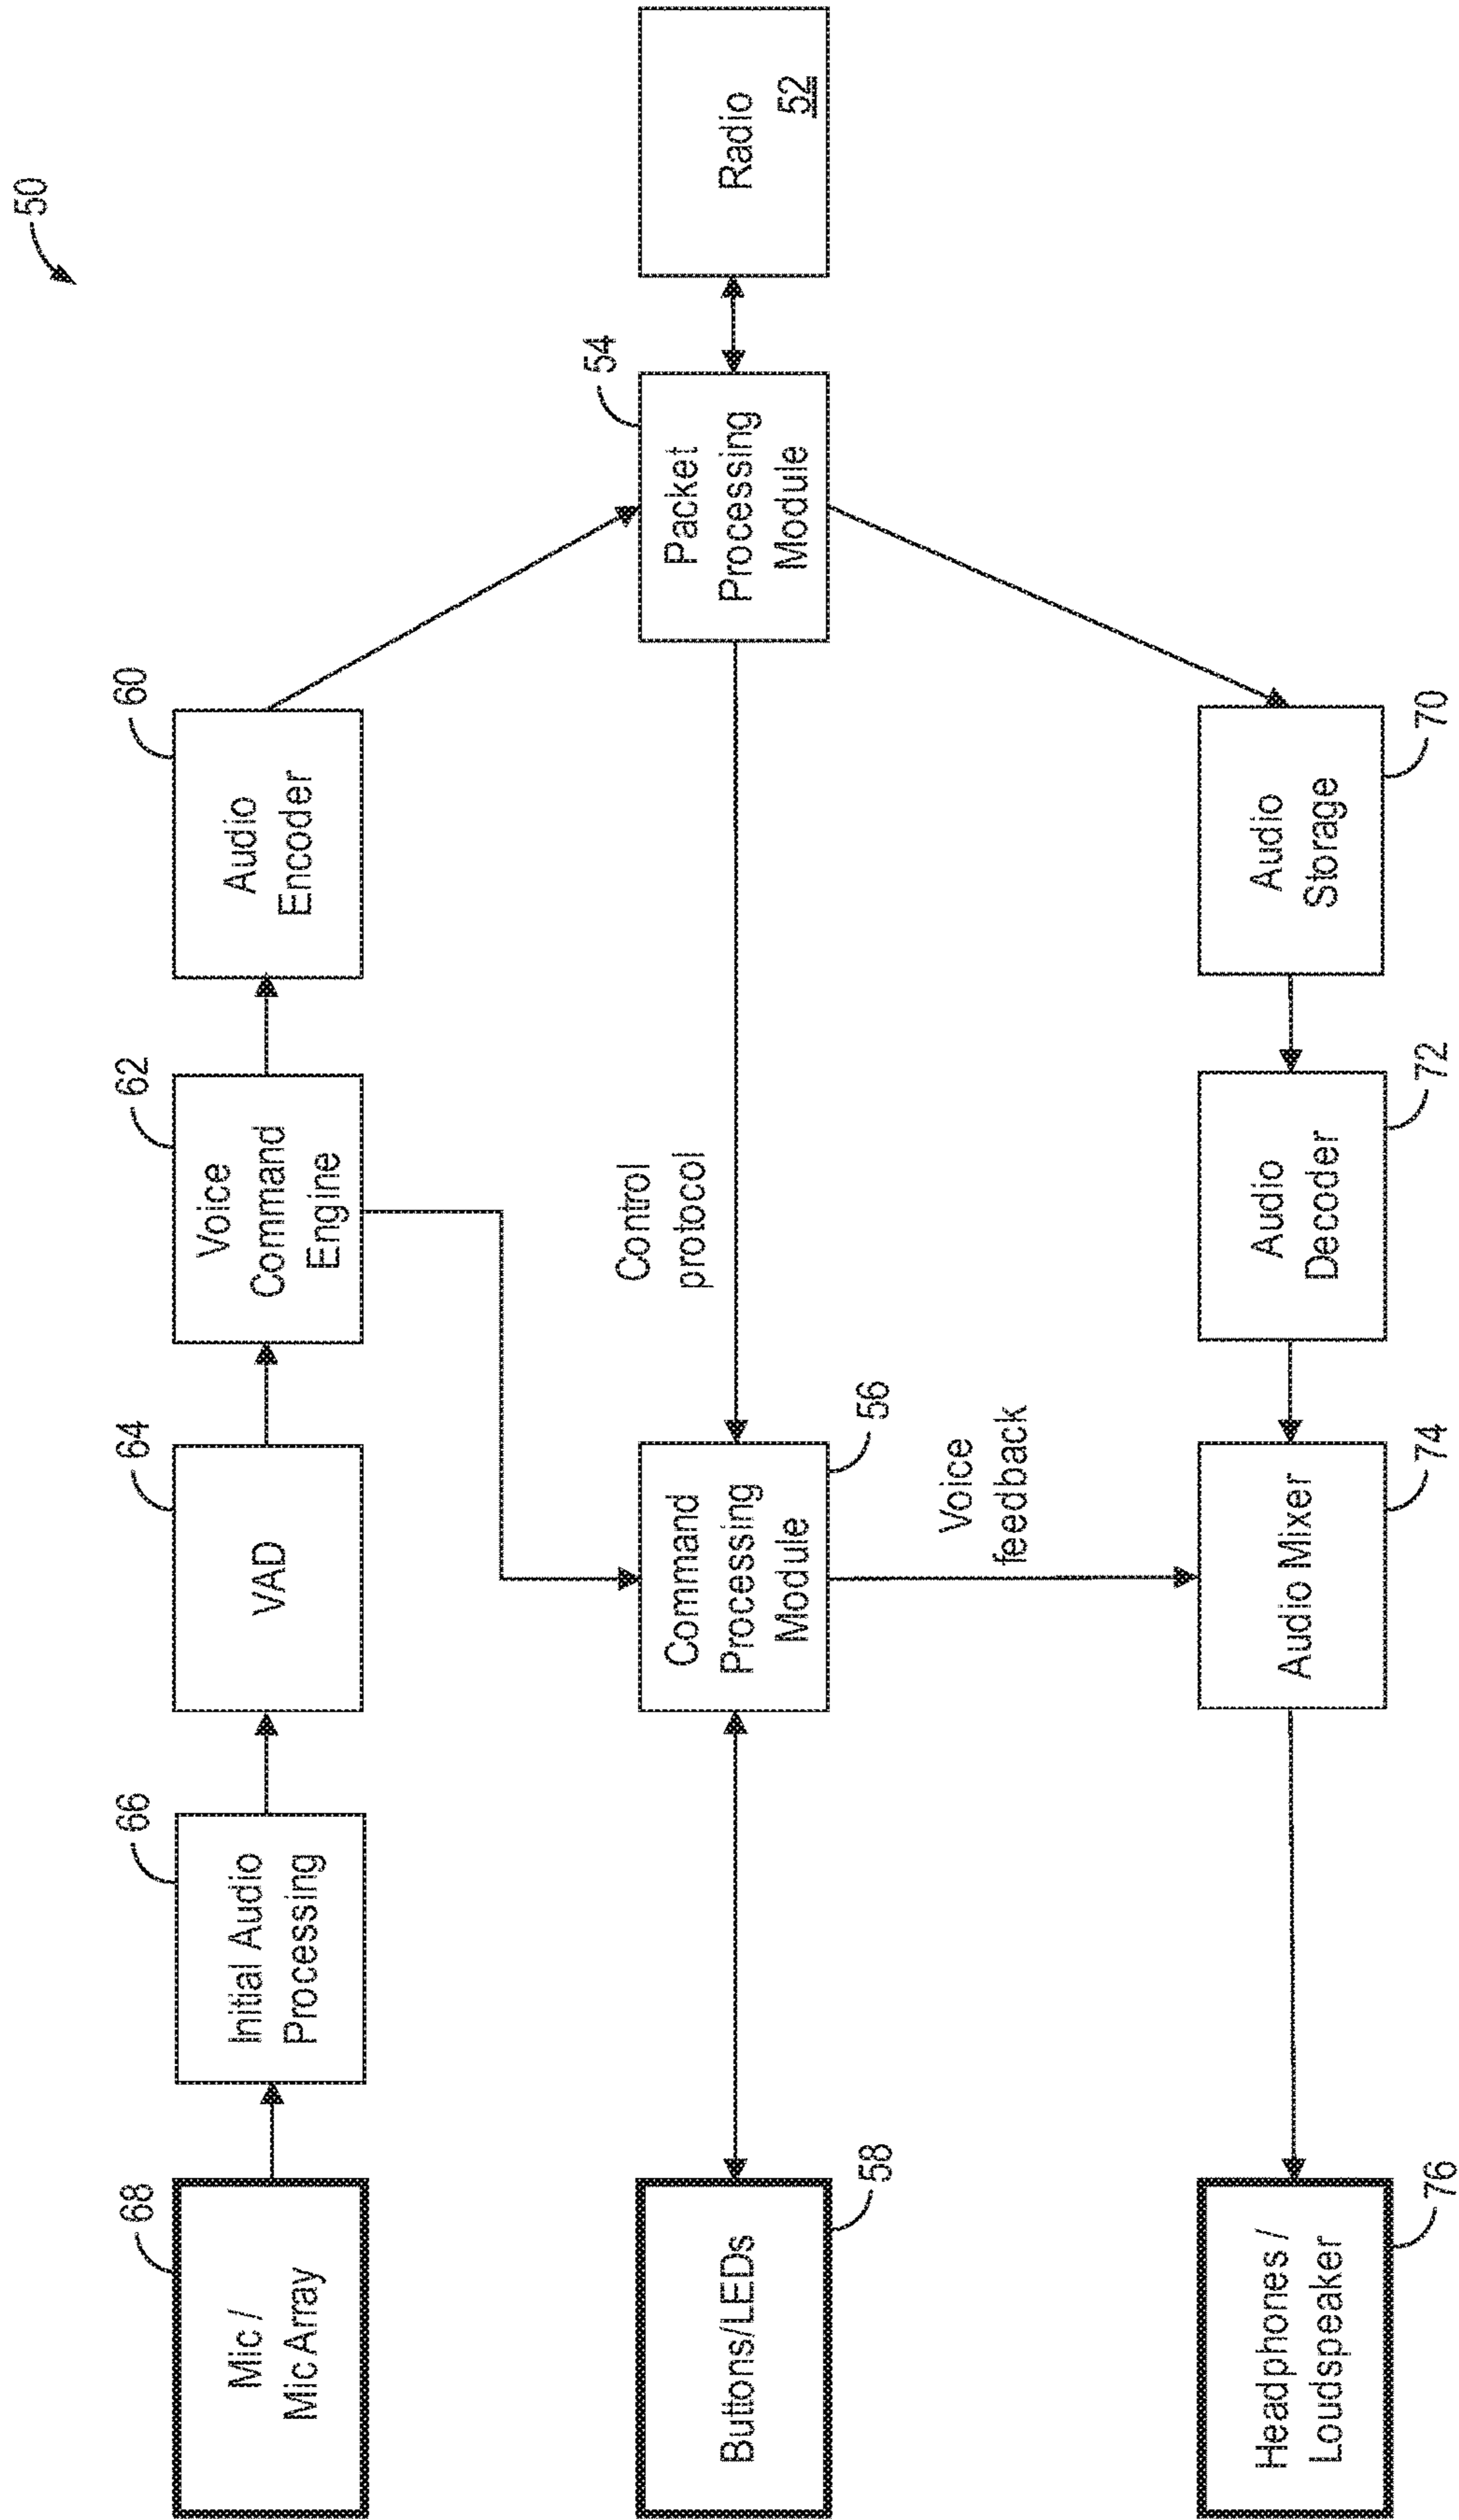 50
68
Mic /
Mic Array
66
Initial Audio
Processing
64
VAD
62
Voice
Command
Engine
60
Audio
Encoder
Buttons/LEDs
58
Command
Processing
Module
56
Control
protocol
54
Packet
Processing
Module
Radio
52
Voice
feedback
Headphones /
Loudspeaker
76
Audio Mixer
74
Audio
Decoder
72
Audio
Storage
70